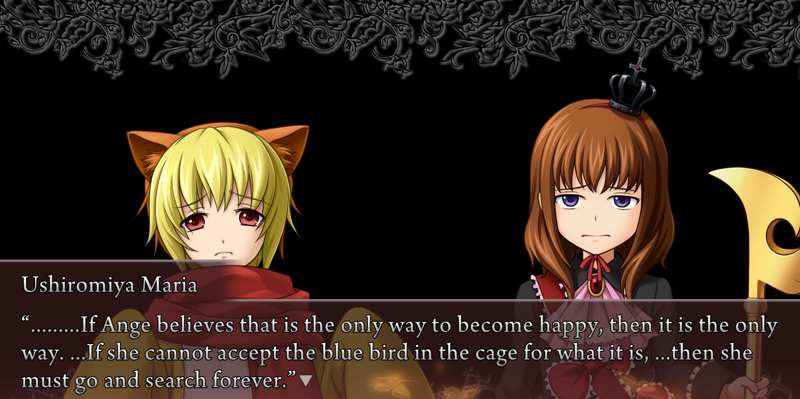 Ushiromiya Maria
“.........If Ange believes that is the only way to become happy, then it is the only
way. ...If she cannot accept the blue bird in the cage for what it is, ...then she
must go and search forever.”